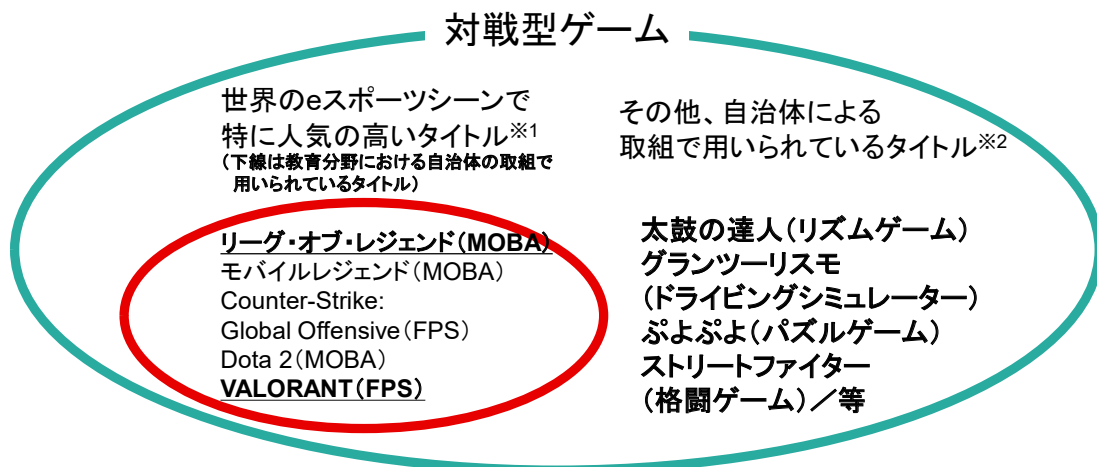 対戦型ゲーム
世界のeスポーツシーンで
特に人気の高いタイトル※1
(下線は教育分野における自治体の取組で
用いられているタイトル)
リーグ・オブ・レジェンド(MOBA)
モバイルレジェンド(MOBA)
Counter-Strike:
Global Offensive(FPS)
Dota 2(MOBA)
VALORANT(FPS)
その他、自治体による
取組で用いられているタイトル※2
太鼓の達人(リズムゲーム)
グランツーリスモ
(ドライビングシミュレーター)
ぷよぷよ(パズルゲーム)
ストリートファイター
(格闘ゲーム)/等